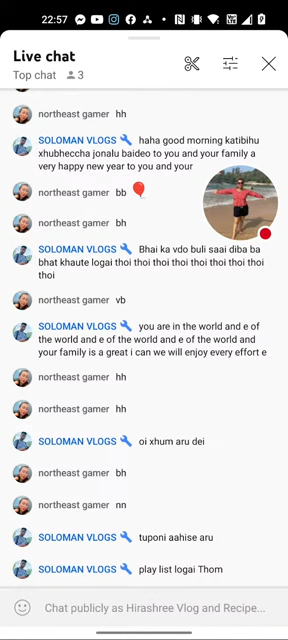 22:57
Live chat
Top chat 3
northeast gamer hh
SOLOMAN VLOGS haha good morning katibihu
xhubheccha jonalu baideo to you and your family a
very happy new year to you and your
northeast gamer bb
northeast gamer bh
SOLOMAN VLOGS Bhai ka vdo buli saai diba ba
bhat khaute logai thoi thoi thoi thoi thoi thoi thoi thoi
thoi
northeast gamer vb
SOLOMAN VLOGS you are in the world and e of
the world and e of the world and e of the world and
your family is a great i can we will enjoy every effort e
northeast gamer hh
northeast gamer hh
SOLOMAN VLOGS oi xhum aru dei
northeast gamer bh
northeast gamer nn
SOLOMAN VLOGS tuponi aahise aru
SOLOMAN VLOGS play list logai Thom
Chat publicly as Hirashree Vlog and Recipe...